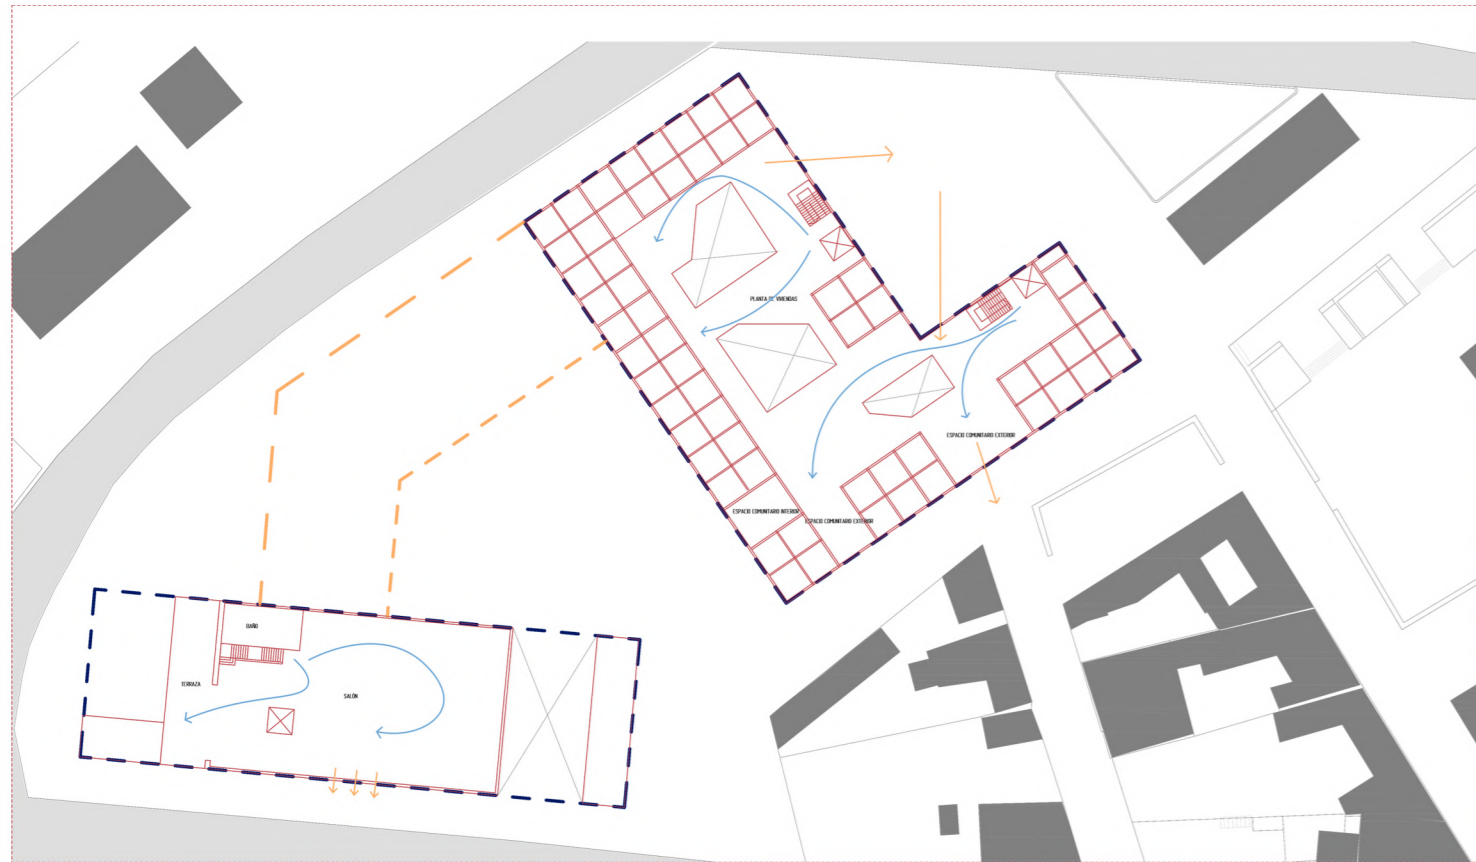 PLANTA DE VIVIENDAS
ESPACIO COMUNITARIO EXTERIOR
ESPACIO COMUNITARIO INTERIOR
ESPACIO COMUNITARIO EXTERIOR
BAÑO
TERRAZA
SALÓN